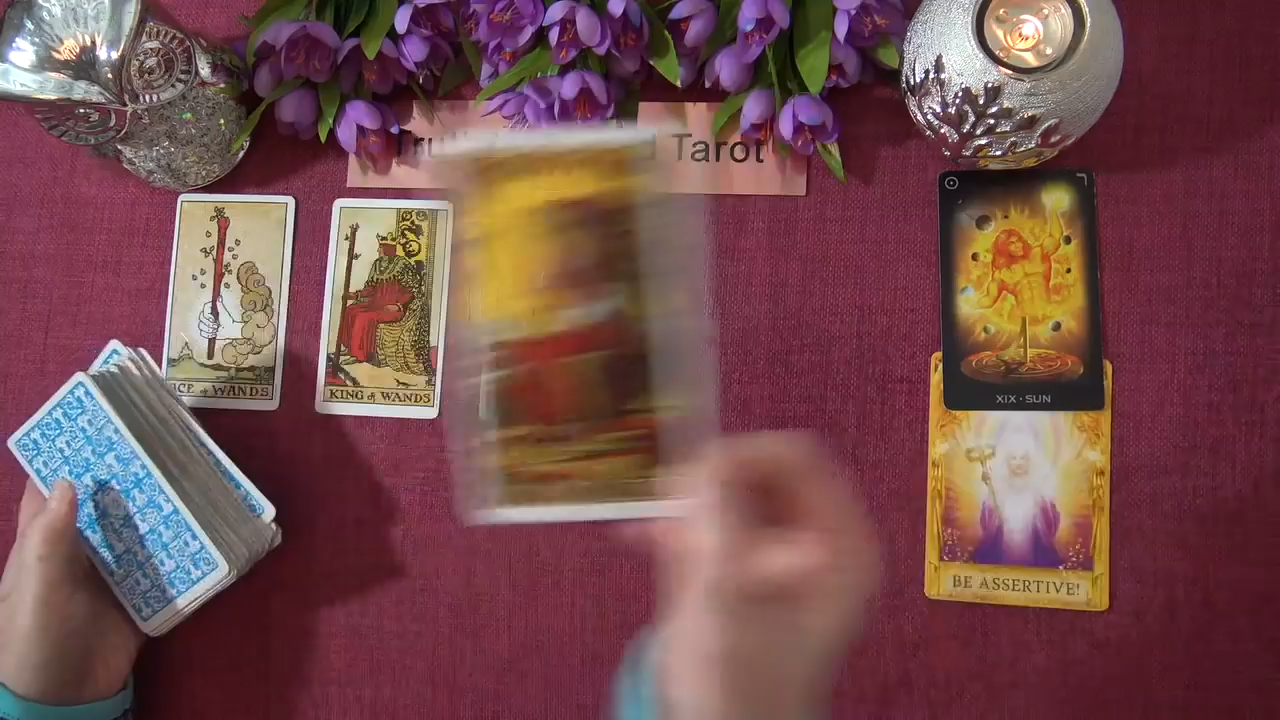 Tarot
ACE of WANDS
KING of WANDS
XIX • SUN
BE ASSERTIVE!